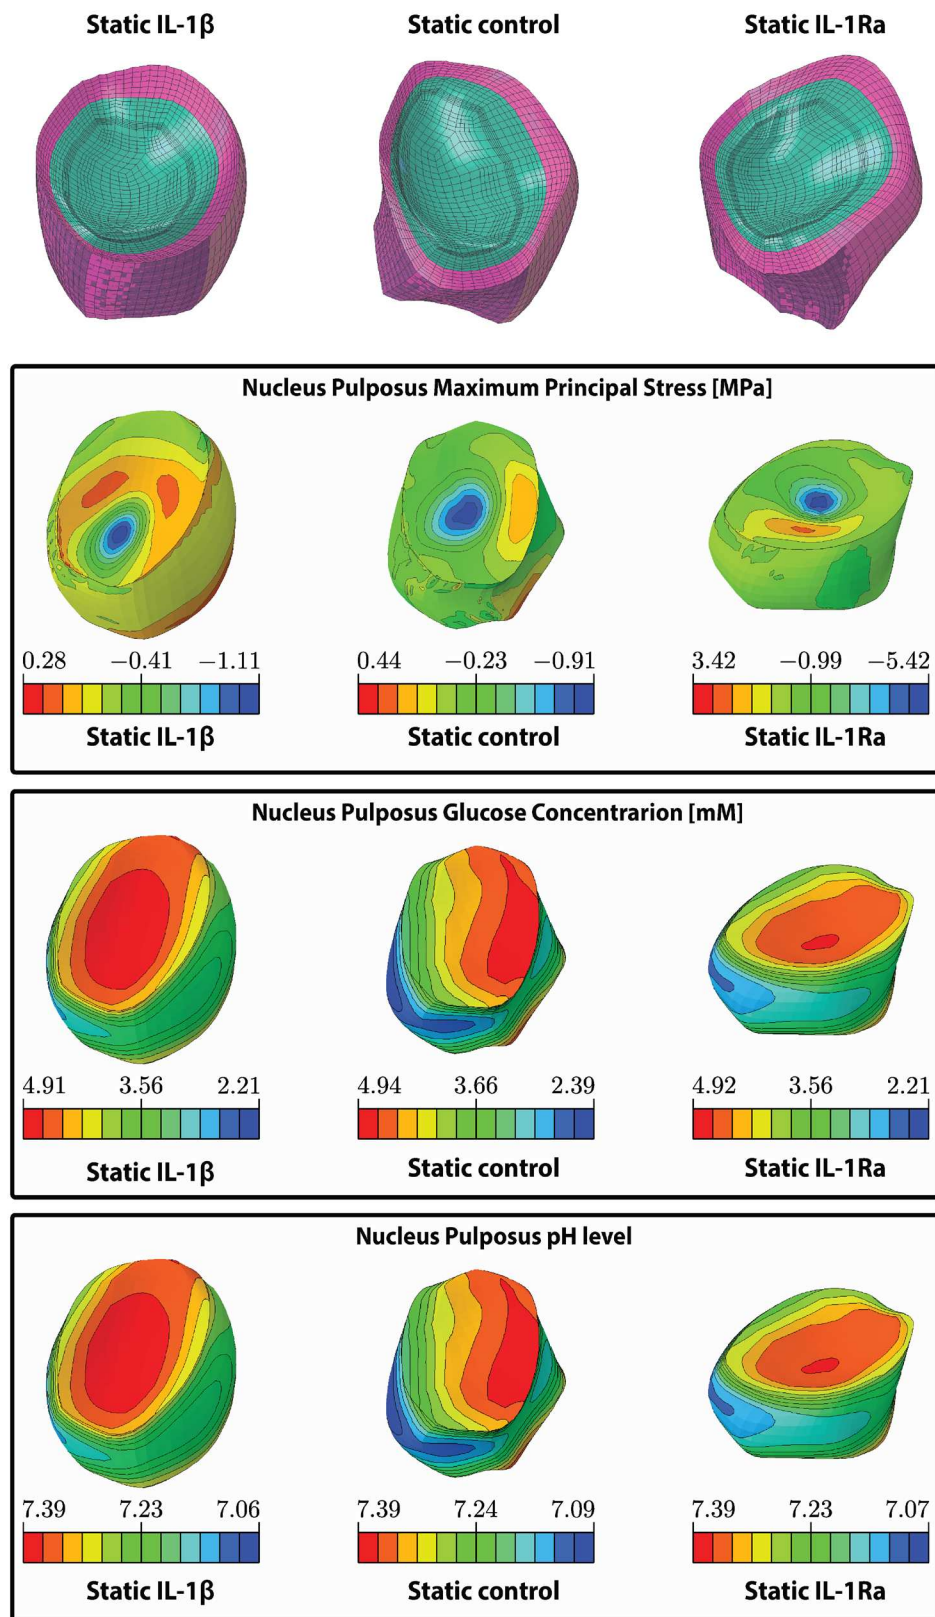 Static IL-1β Static control Static IL-1Ra
Nucleus Pulposus Maximum Principal Stress [MPa]
0.28 −0.41 −1.11 0.44 −0.23 −0.91 3.42 −0.99 −5.42
Static IL-1β Static control Static IL-1Ra
Nucleus Pulposus Glucose Concentrarion [mM]
4.91 3.56 2.21 4.94 3.66 2.39 4.92 3.56 2.21
Static IL-1β Static control Static IL-1Ra
Nucleus Pulposus pH level
7.39 7.23 7.06 7.39 7.24 7.09 7.39 7.23 7.07
Static IL-1β Static control Static IL-1Ra